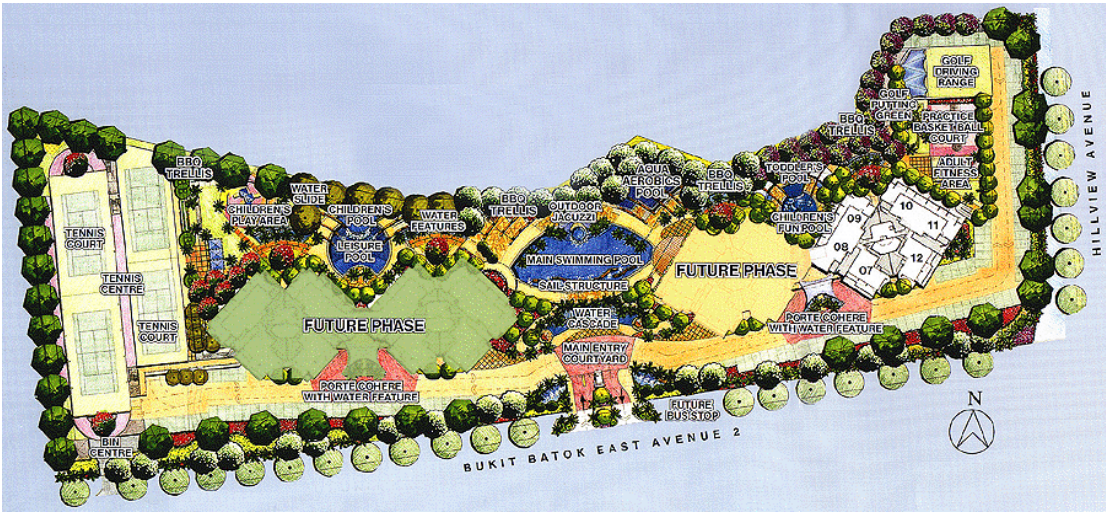 GOLF
DRIVING
RANGE
GOLF
PUTTING
GREEN
PRACTICE
BASKET BALL
COURT
BBQ
TRELLIS
ADULT
FITNESS
AREA
HILLVIEW AVENUE
BBQ
TRELLIS
WATER
SLIDE
CHILDREN'S
PLAY AREA
CHILDREN'S
POOL
LEISURE
POOL
WATER
FEATURES
BBQ
TRELLIS
OUTDOOR
JACUZZI
AQUA
AEROBICS
POOL
BBQ
TRELLIS
TODDLER'S
POOL
CHILDREN'S
FUN POOL
09
10
11
08
07
12
TENNIS
COURT
TENNIS
CENTRE
TENNIS
COURT
MAIN SWIMMING POOL
SAIL STRUCTURE
FUTURE PHASE
FUTURE PHASE
WATER
CASCADE
MAIN ENTRY
COURTYARD
PORTE COHERE
WITH WATER FEATURE
PORTE COHERE
WITH WATER FEATURE
FUTURE
BUS STOP
BIN
CENTRE
BUKIT BATOK EAST AVENUE 2
N